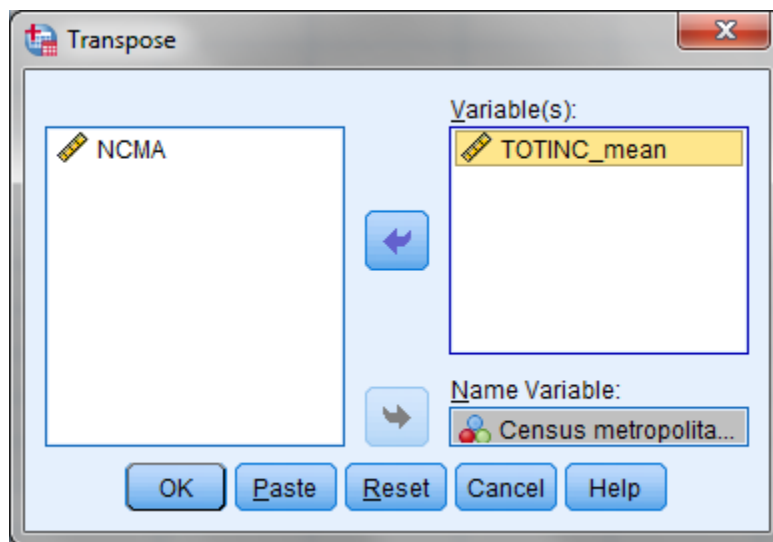 Transpose
Variable(s):
NCMA
TOTINC_mean
Name Variable:
Census metropolita...
OK
Paste
Reset
Cancel
Help